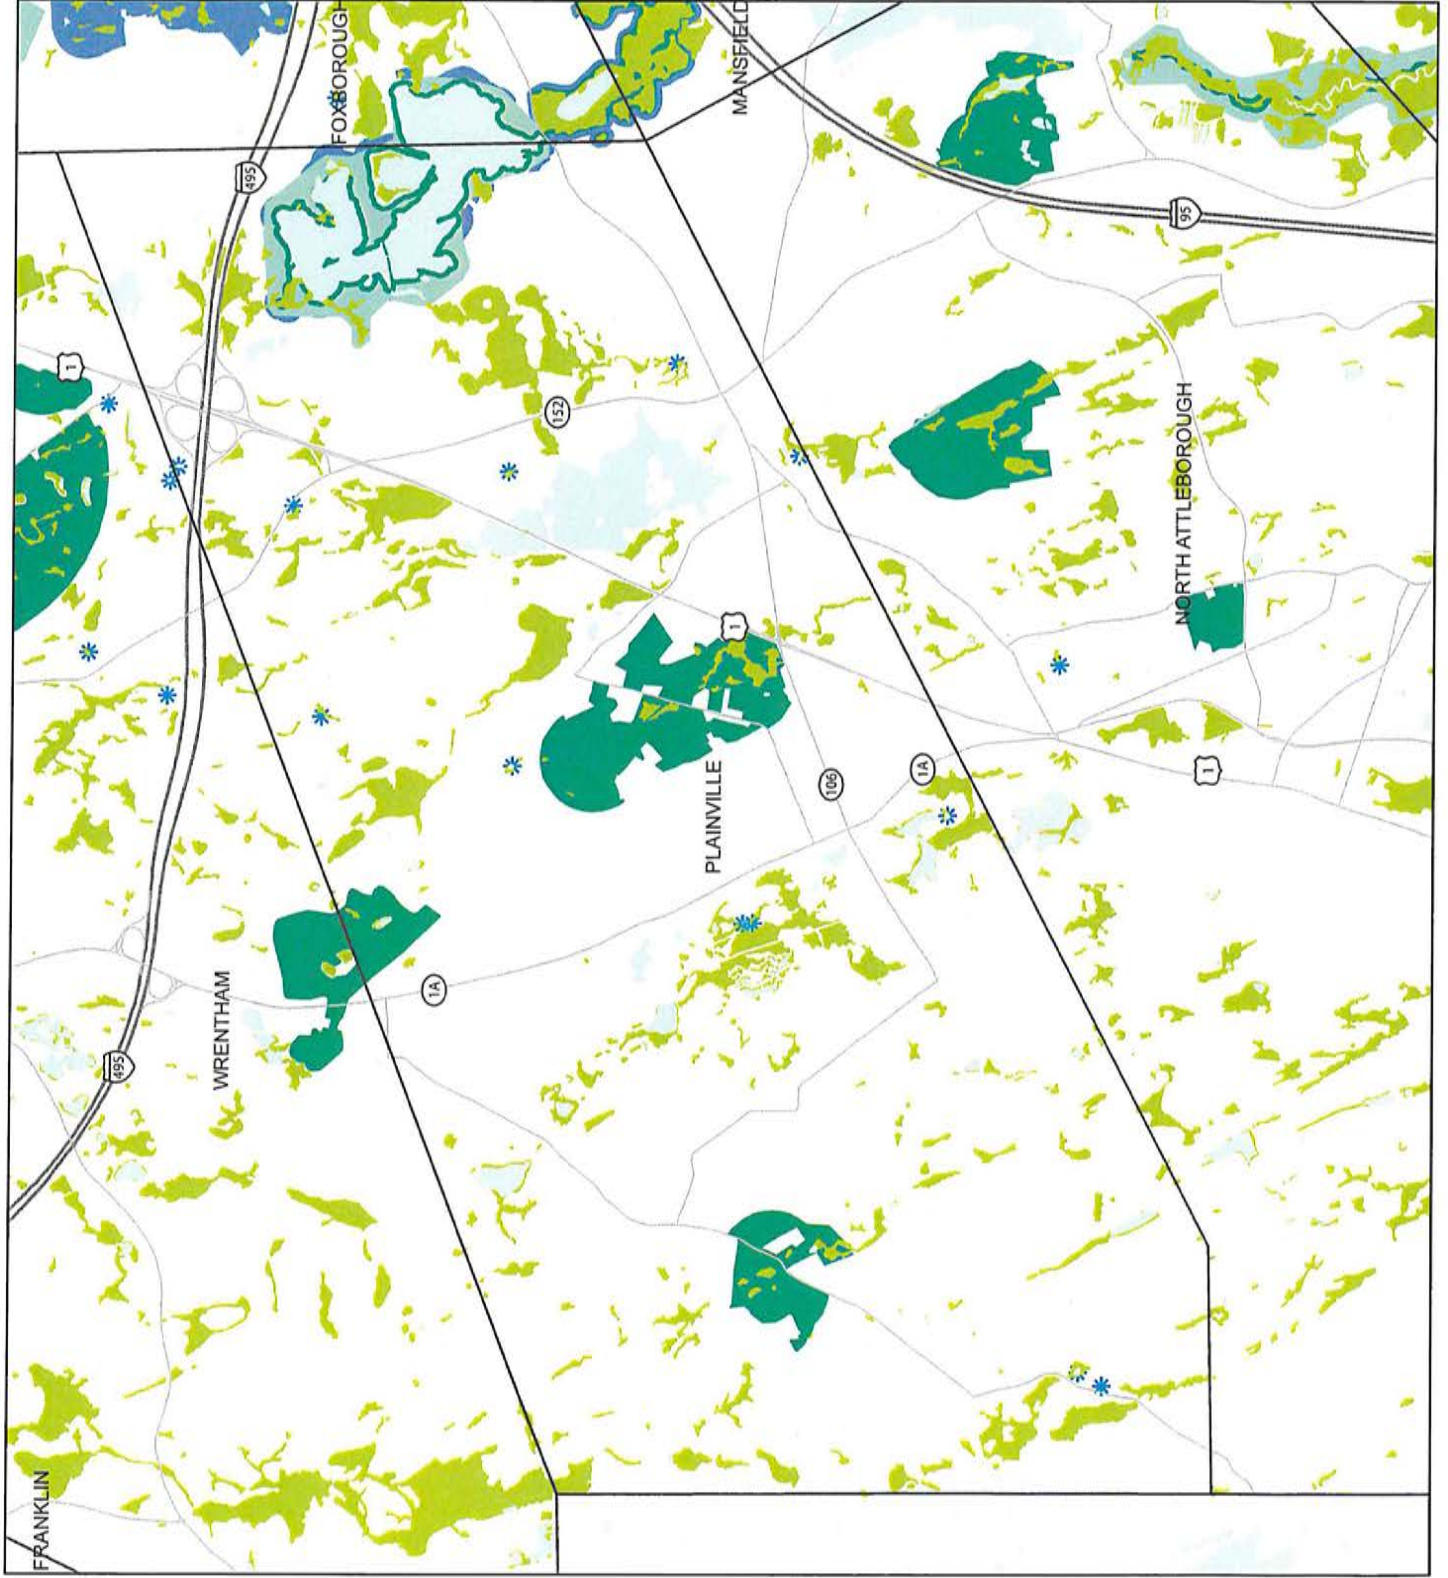 FRANKLIN
1
495
WRENTHAM
495
FOXBOROUGH
1A
152
PLAINVILLE
1
MANSFIELD
106
1A
NORTH ATTLEBOROUGH
95
1